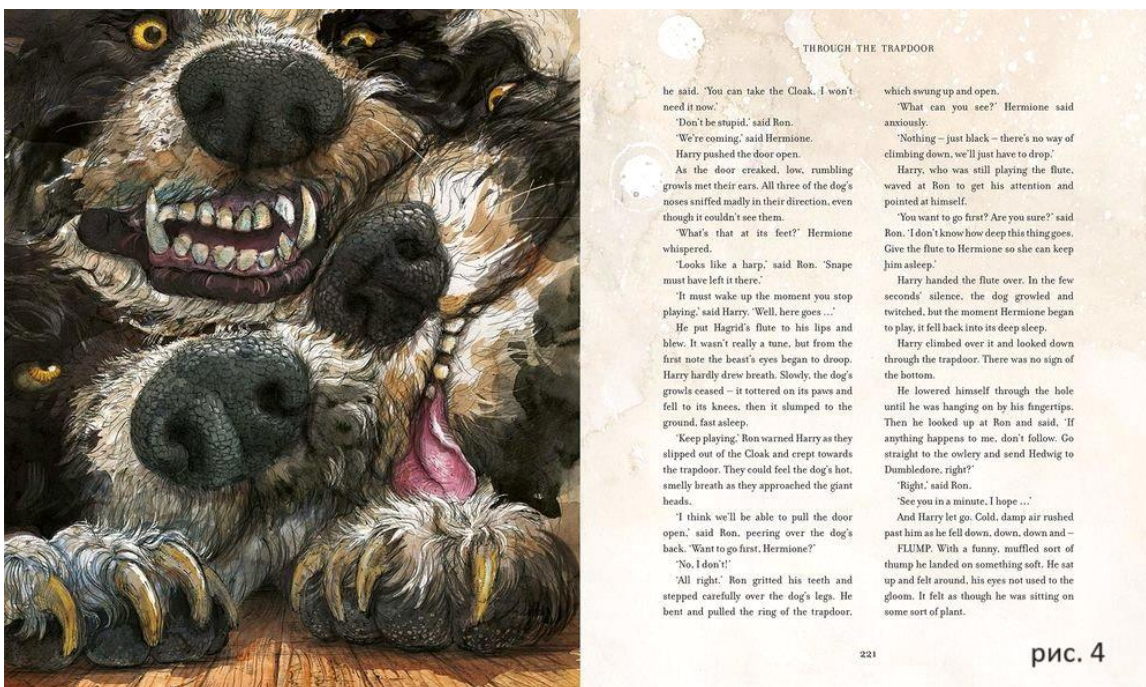 THROUGH THE TRAPDOOR
he said. ‘You can take the Cloak, I won’t
need it now.’
‘Don’t be stupid,’ said Ron.
‘We’re coming,’ said Hermione.
Harry pushed the door open.
As the door creaked, low, rumbling
growls met their ears. All three of the dog’s
noses sniffed madly in their direction, even
though it couldn’t see them.
‘What’s that at its feet?’ Hermione
whispered.
‘Looks like a harp,’ said Ron. ‘Snape
must have left it there.’
‘It must wake up the moment you stop
playing,’ said Harry. ‘Well, here goes ...’
He put Hagrid’s flute to his lips and
blew. It wasn’t really a tune, but from the
first note the beast’s eyes began to droop.
Harry hardly drew breath. Slowly, the dog’s
growls ceased – it tottered on its paws and
fell to its knees, then it slumped to the
ground, fast asleep.
‘Keep playing,’ Ron warned Harry as they
slipped out of the Cloak and crept towards
the trapdoor. They could feel the dog’s hot,
smelly breath as they approached the giant
heads.
‘I think we’ll be able to pull the door
open,’ said Ron, peering over the dog’s
back. ‘Want to go first, Hermione?’
‘No, I don’t!’
‘All right.’ Ron gritted his teeth and
stepped carefully over the dog’s legs. He
bent and pulled the ring of the trapdoor,
which swung up and open.
‘What can you see?’ Hermione said
anxiously.
‘Nothing – just black – there’s no way of
climbing down, we’ll just have to drop.’
Harry, who was still playing the flute,
waved at Ron to get his attention and
pointed at himself.
‘You want to go first? Are you sure?’ said
Ron. ‘I don’t know how deep this thing goes.
Give the flute to Hermione so she can keep
him asleep.’
Harry handed the flute over. In the few
seconds’ silence, the dog growled and
twitched, but the moment Hermione began
to play, it fell back into its deep sleep.
Harry climbed over it and looked down
through the trapdoor. There was no sign of
the bottom.
He lowered himself through the hole
until he was hanging on by his fingertips.
Then he looked up at Ron and said, ‘If
anything happens to me, don’t follow. Go
straight to the owlery and send Hedwig to
Dumbledore, right?’
‘Right,’ said Ron.
‘See you in a minute, I hope ...’
And Harry let go. Cold, damp air rushed
past him as he fell down, down, down and –
FLUMP. With a funny, muffled sort of
thump he landed on something soft. He sat
up and felt around, his eyes not used to the
gloom. It felt as though he was sitting on
some sort of plant.
221
рис. 4